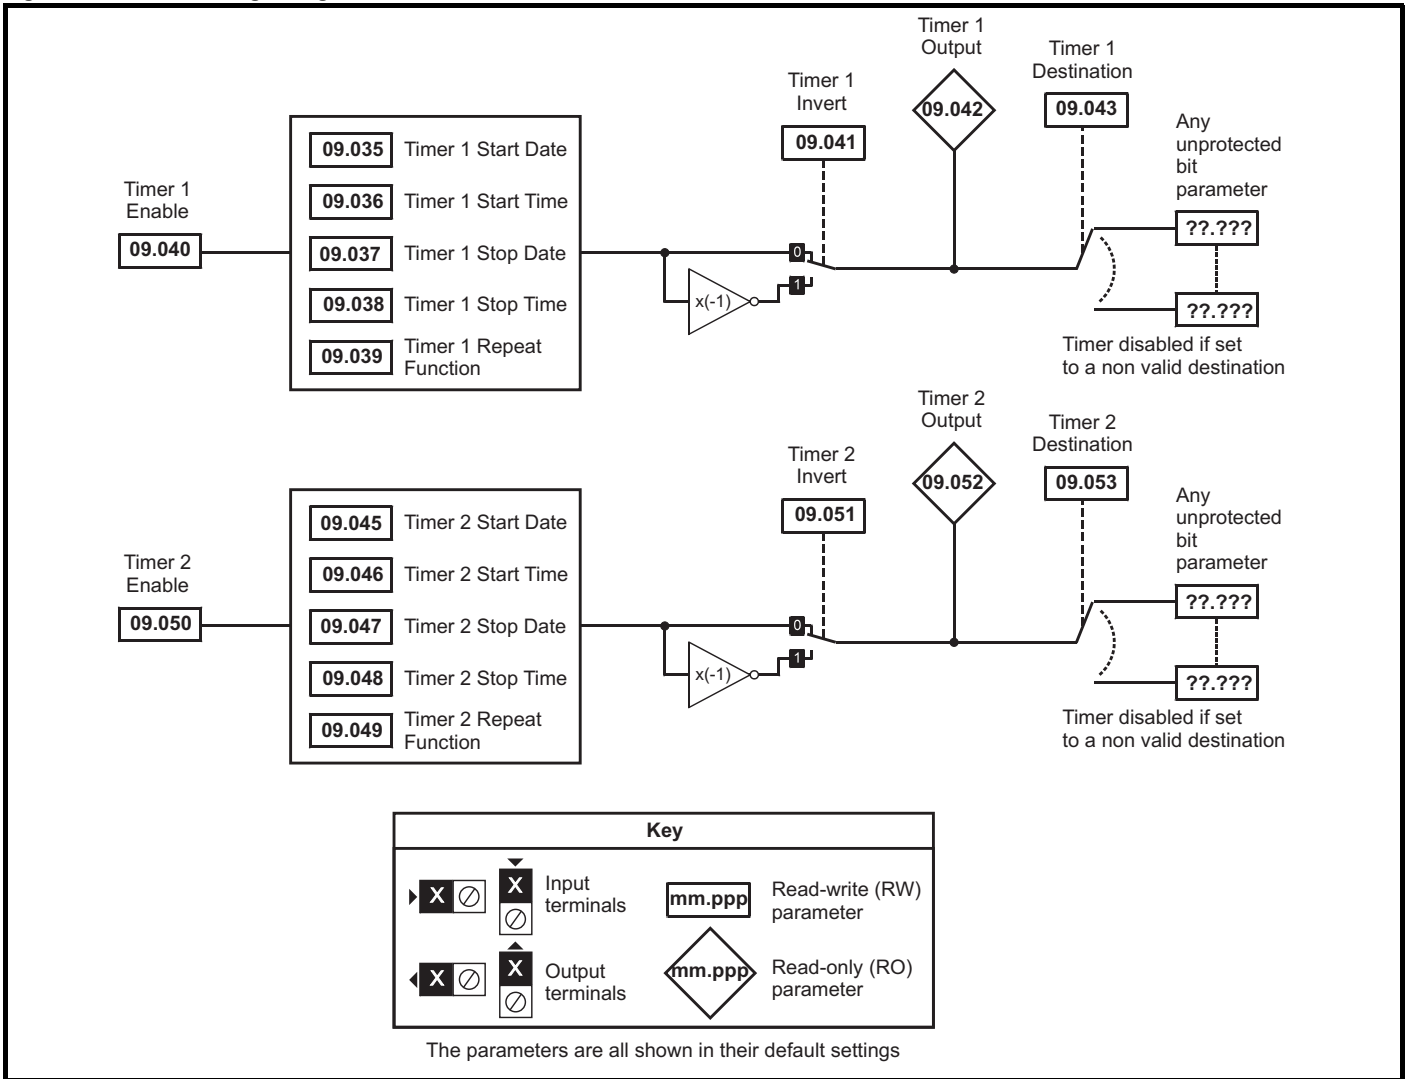 Timer 1
Output
Timer 1
Destination
Timer 1
Invert
09.042
09.043
09.041
Any
unprotected
bit
parameter
Timer 1
Enable
09.040
09.035 Timer 1 Start Date
09.036 Timer 1 Start Time
09.037 Timer 1 Stop Date
09.038 Timer 1 Stop Time
09.039 Timer 1 Repeat
Function
0
1
x(-1)
??.???
??.???
Timer disabled if set
to a non valid destination
Timer 2
Output
Timer 2
Destination
Timer 2
Invert
09.052
09.053
09.051
Any
unprotected
bit
parameter
Timer 2
Enable
09.050
09.045 Timer 2 Start Date
09.046 Timer 2 Start Time
09.047 Timer 2 Stop Date
09.048 Timer 2 Stop Time
09.049 Timer 2 Repeat
Function
0
1
x(-1)
??.???
??.???
Timer disabled if set
to a non valid destination
Key
X
X
Input
terminals
mm.ppp
Read-write (RW)
parameter
X
X
Output
terminals
mm.ppp
Read-only (RO)
parameter
The parameters are all shown in their default settings